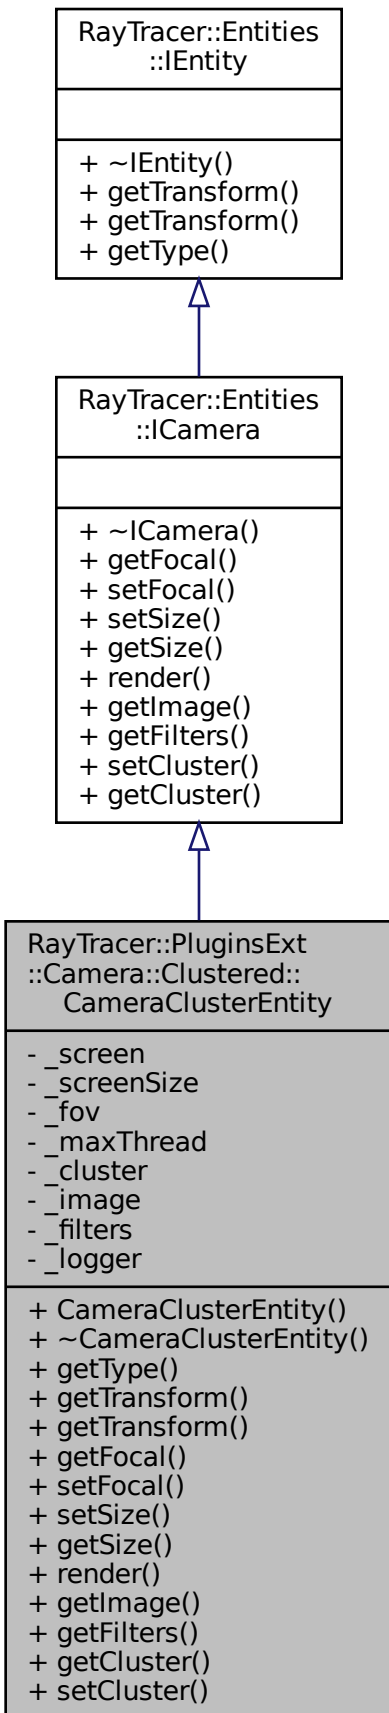 RayTracer::Entities
::IEntity
+ ~IEntity()
+ getTransform()
+ getTransform()
+ getType()
RayTracer::Entities
::ICamera
+ ~ICamera()
+ getFocal()
+ setFocal()
+ setSize()
+ getSize()
+ render()
+ getImage()
+ getFilters()
+ setCluster()
+ getCluster()
RayTracer::PluginsExt
::Camera::Clustered::
CameraClusterEntity
- _screen
- _screenSize
- _fov
- _maxThread
- _cluster
- _image
- _filters
- _logger
+ CameraClusterEntity()
+ ~CameraClusterEntity()
+ getType()
+ getTransform()
+ getTransform()
+ getFocal()
+ setFocal()
+ setSize()
+ getSize()
+ render()
+ getImage()
+ getFilters()
+ getCluster()
+ setCluster()